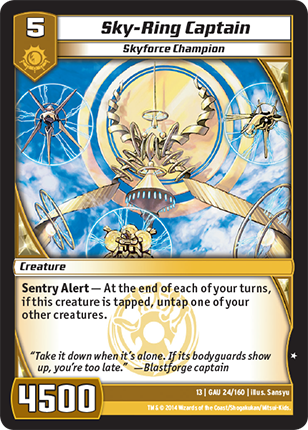 5
Sky-Ring Captain
Skyforce Champion
Creature
Sentry Alert — At the end of each of your turns,
if this creature is tapped, untap one of your
other creatures.
“Take it down when it’s alone. If its bodyguards show
up, you’re too late.” —Blastforge captain
4500
13 | GAU 24/160 | Illus. Sansyu
TM & © 2014 Wizards of the Coast/Shogakukan/Mitsui-Kids.